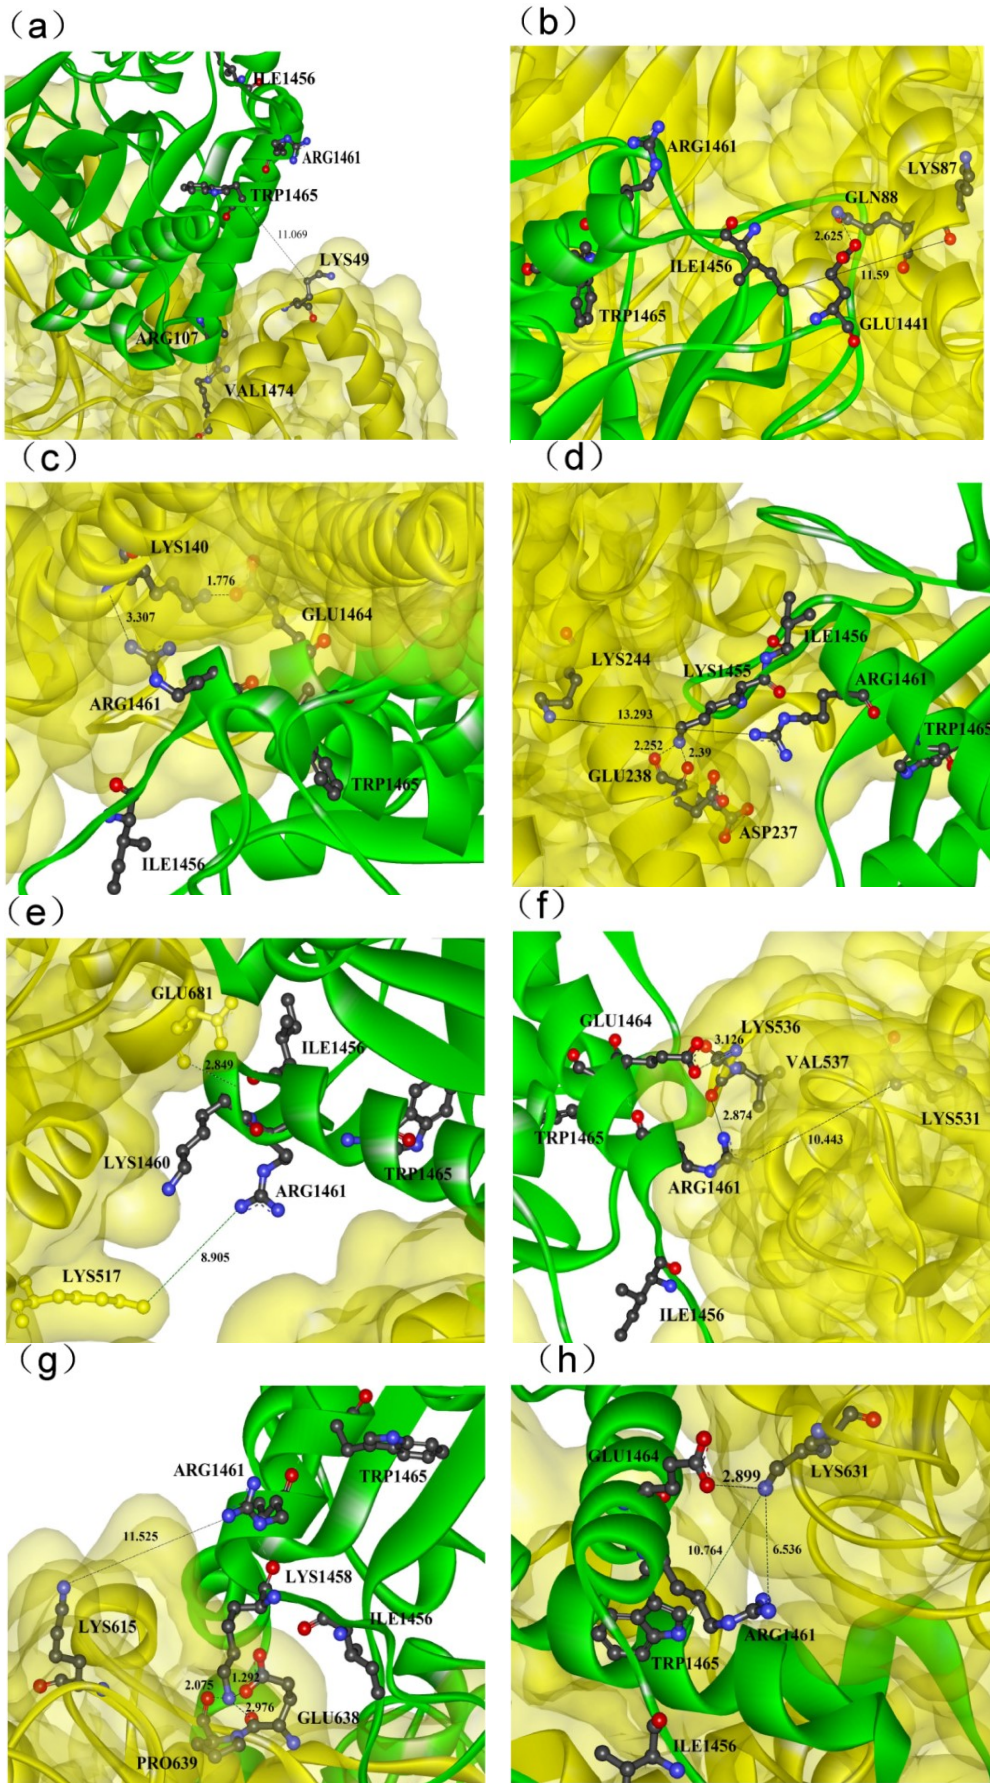 （a）
ILE1456
ARG1461
TRP1465
11.069
LYS49
ARG107
VAL1474
（b）
ARG1461
LYS87
GLN88
2.625
ILE1456
11.59
TRP1465
GLU1441
（c）
LYS140
1.776
3.307
GLU1464
ARG1461
TRP1465
ILE1456
（d）
ILE1456
LYS244
LYS1455
ARG1461
13.293
TRP1465
2.252
2.39
GLU238
ASP237
（e）
GLU681
ILE1456
2.849
LYS1460
TRP1465
ARG1461
8.905
LYS517
（f）
GLU1464
LYS536
3.126
VAL537
2.874
LYS531
TRP1465
10.443
ARG1461
ILE1456
（g）
ARG1461
TRP1465
11.525
LYS1458
ILE1456
LYS615
1.292
2.075
2.976
GLU638
PRO639
（h）
GLU1464
LYS631
2.899
10.764
6.536
ARG1461
TRP1465
ILE1456